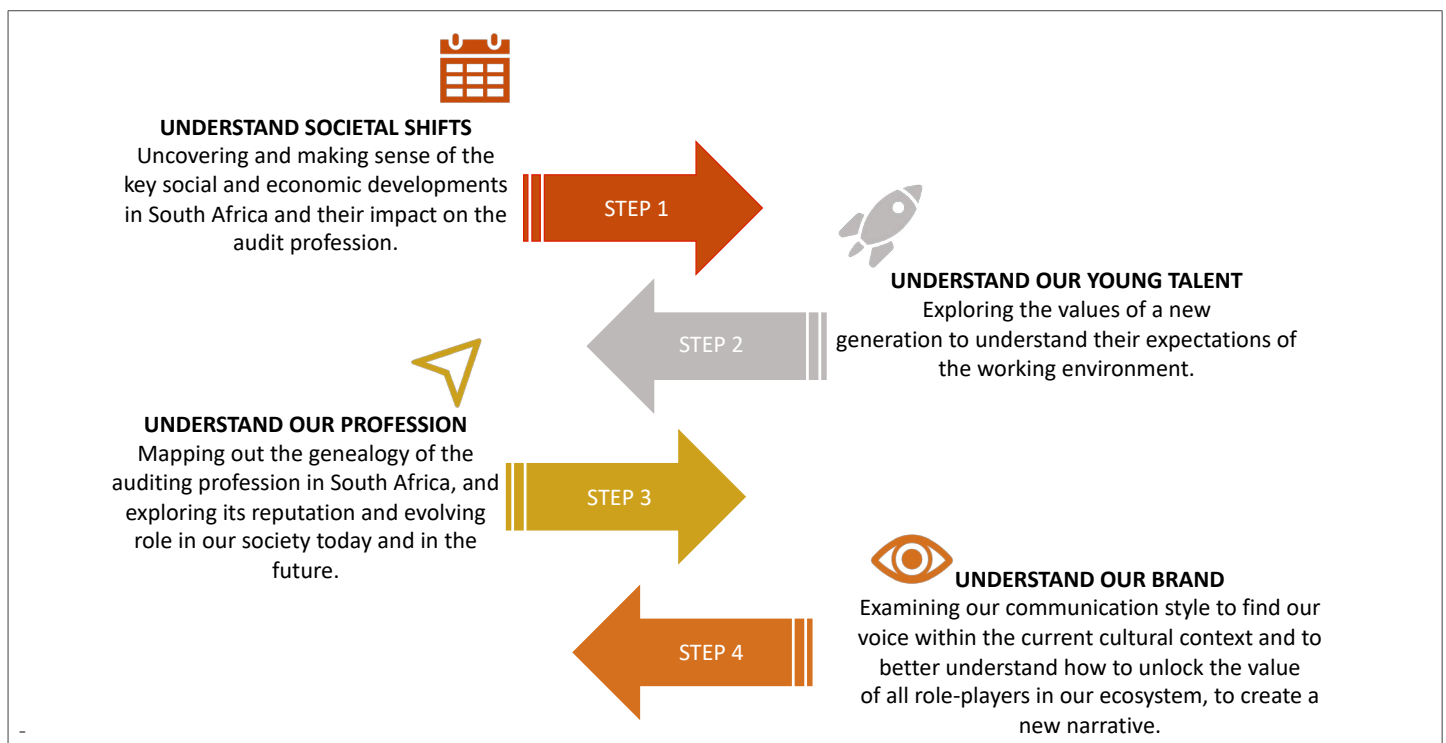 UNDERSTAND SOCIETAL SHIFTS
Uncovering and making sense of the
key social and economic developments
in South Africa and their impact on the
audit profession.
STEP 1
UNDERSTAND OUR YOUNG TALENT
Exploring the values of a new
generation to understand their expectations of
the working environment.
STEP 2
UNDERSTAND OUR PROFESSION
Mapping out the genealogy of the
auditing profession in South Africa, and
exploring its reputation and evolving
role in our society today and in the
future.
STEP 3
UNDERSTAND OUR BRAND
Examining our communication style to find our
voice within the current cultural context and to
better understand how to unlock the value
of all role-players in our ecosystem, to create a
new narrative.
STEP 4
-